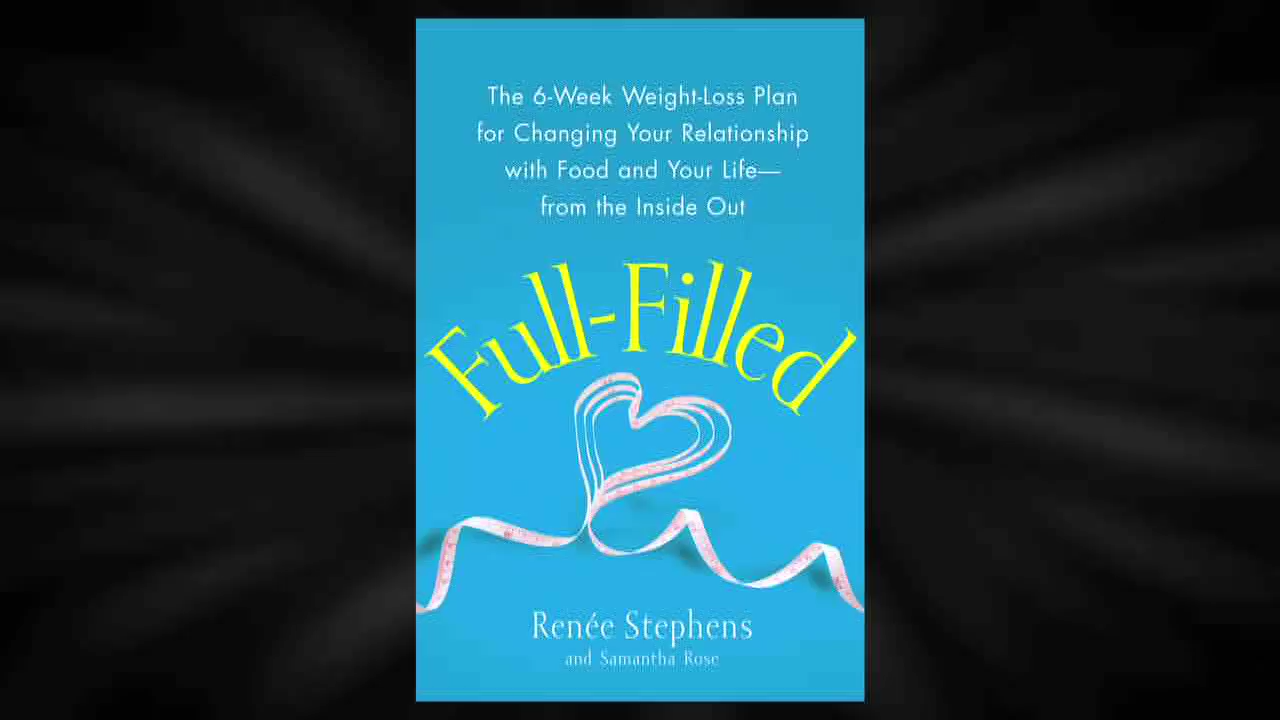 The 6-Week Weight-Loss Plan
for Changing Your Relationship
with Food and Your Life—
from the Inside Out
Full-Filled
Renée Stephens
and Samantha Rose